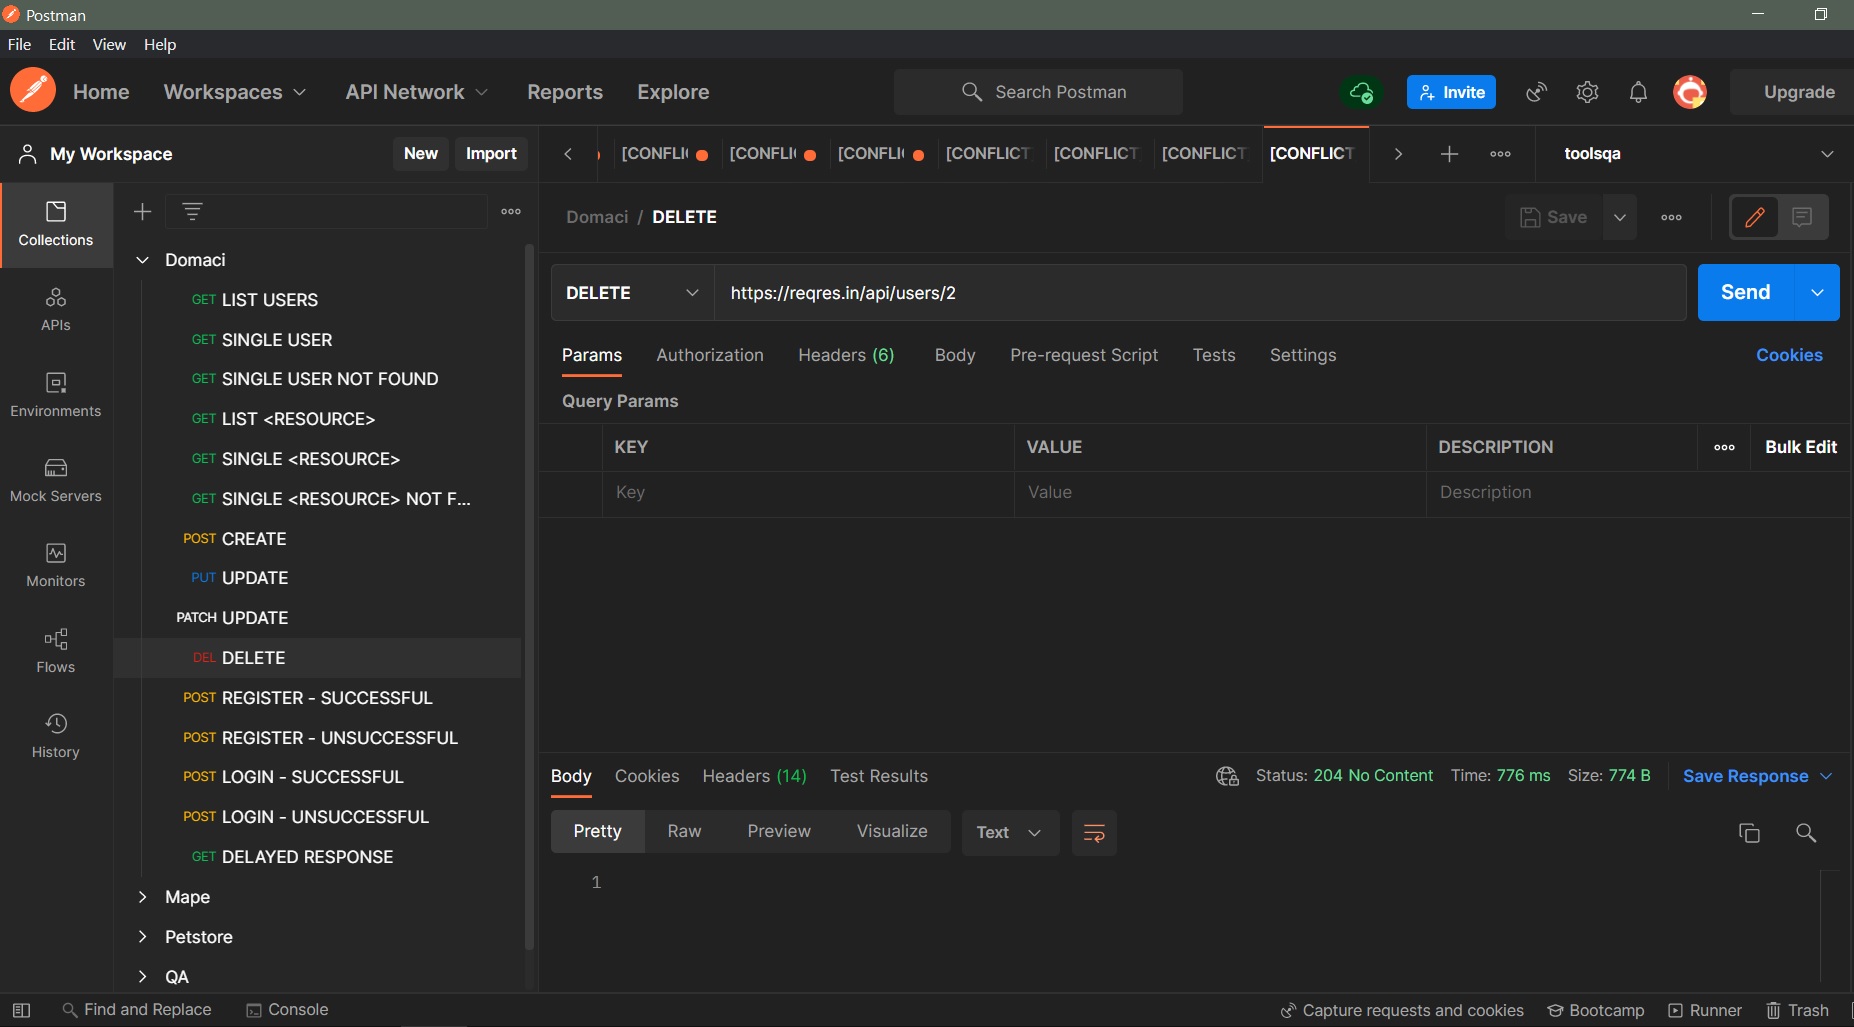 Postman
File Edit View Help
Home Workspaces API Network Reports Explore Search Postman Invite Upgrade
My Workspace New Import [CONFLI( [CONFLI( [CONFLI( [CONFLICT [CONFLICT [CONFLICT [CONFLICT toolsqa
Collections
APIs
Environments
Mock Servers
Monitors
Flows
History
Domaci
GET LIST USERS
GET SINGLE USER
GET SINGLE USER NOT FOUND
GET LIST <RESOURCE>
GET SINGLE <RESOURCE>
GET SINGLE <RESOURCE> NOT F...
POST CREATE
PUT UPDATE
PATCH UPDATE
DEL DELETE
POST REGISTER - SUCCESSFUL
POST REGISTER - UNSUCCESSFUL
POST LOGIN - SUCCESSFUL
POST LOGIN - UNSUCCESSFUL
GET DELAYED RESPONSE
Mape
Petstore
QA
Domaci / DELETE Save
DELETE https://reqres.in/api/users/2 Send
Params Authorization Headers (6) Body Pre-request Script Tests Settings Cookies
Query Params
KEY VALUE DESCRIPTION Bulk Edit
Key Value Description
Body Cookies Headers (14) Test Results Status: 204 No Content Time: 776 ms Size: 774 B Save Response
Pretty Raw Preview Visualize Text
1
Find and Replace Console Capture requests and cookies Bootcamp Runner Trash